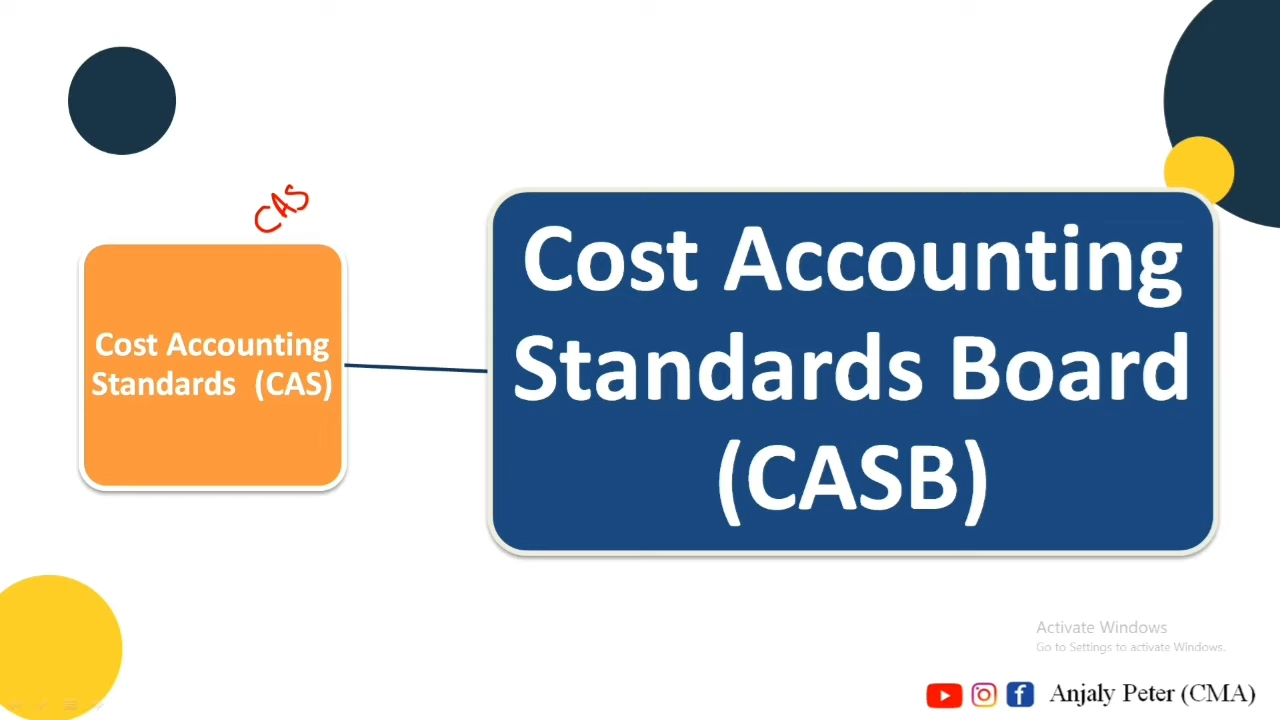 CAS
Cost Accounting
Standards (CAS)
Cost Accounting
Standards Board
(CASB)
Activate Windows
Go to Settings to activate Windows.
Anjaly Peter (CMA)